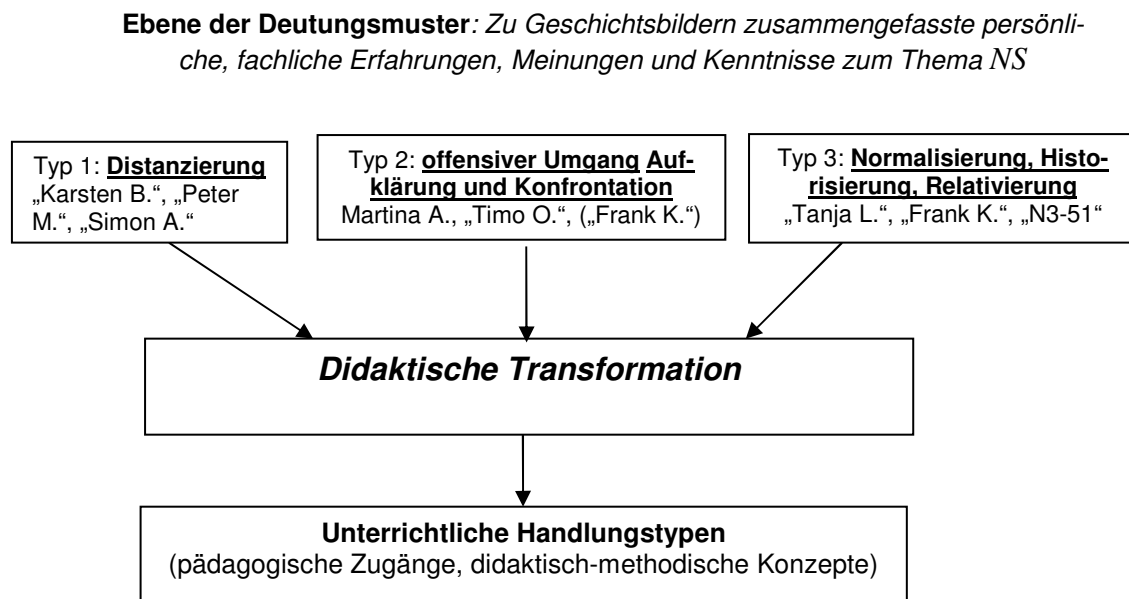 Ebene der Deutungsmuster: Zu Geschichtsbildern zusammengefasste persönli-
che, fachliche Erfahrungen, Meinungen und Kenntnisse zum Thema NS
Typ 1: Distanzierung
„Karsten B.“, „Peter
M.“, „Simon A.“
Typ 2: offensiver Umgang Auf-
klärung und Konfrontation
Martina A., „Timo O.“, („Frank K.“)
Typ 3: Normalisierung, Histo-
risierung, Relativierung
„Tanja L.“, „Frank K.“, „N3-51“
Didaktische Transformation
Unterrichtliche Handlungstypen
(pädagogische Zugänge, didaktisch-methodische Konzepte)